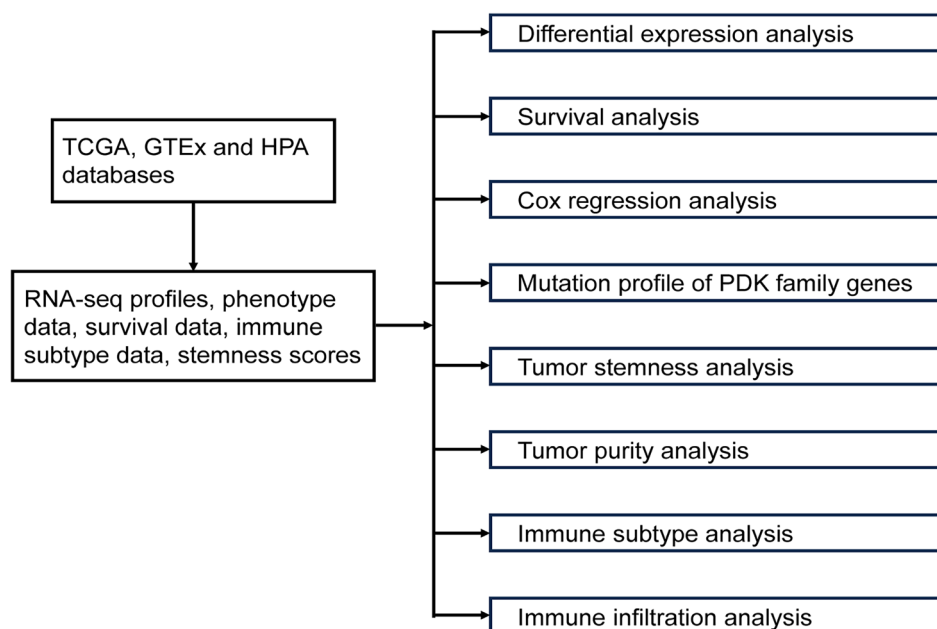 TCGA, GTEx and HPA
databases
RNA-seq profiles, phenotype
data, survival data, immune
subtype data, stemness scores
Differential expression analysis
Survival analysis
Cox regression analysis
Mutation profile of PDK family genes
Tumor stemness analysis
Tumor purity analysis
Immune subtype analysis
Immune infiltration analysis